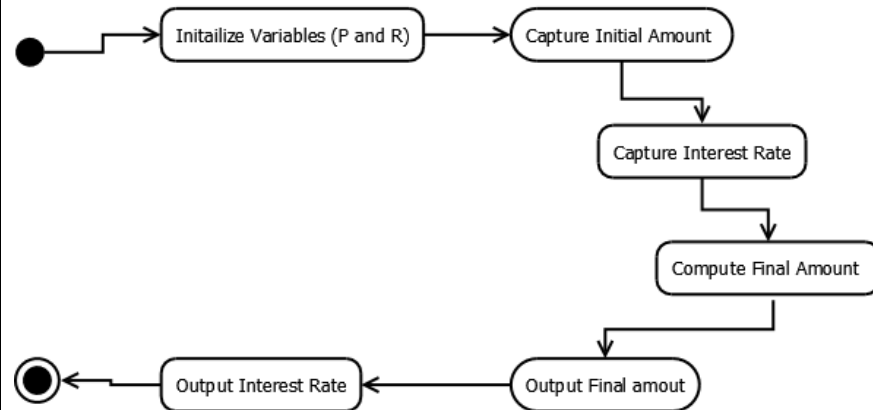 Initailize Variables (P and R)
Capture Initial Amount
Capture Interest Rate
Compute Final Amount
Output Final amout
Output Interest Rate